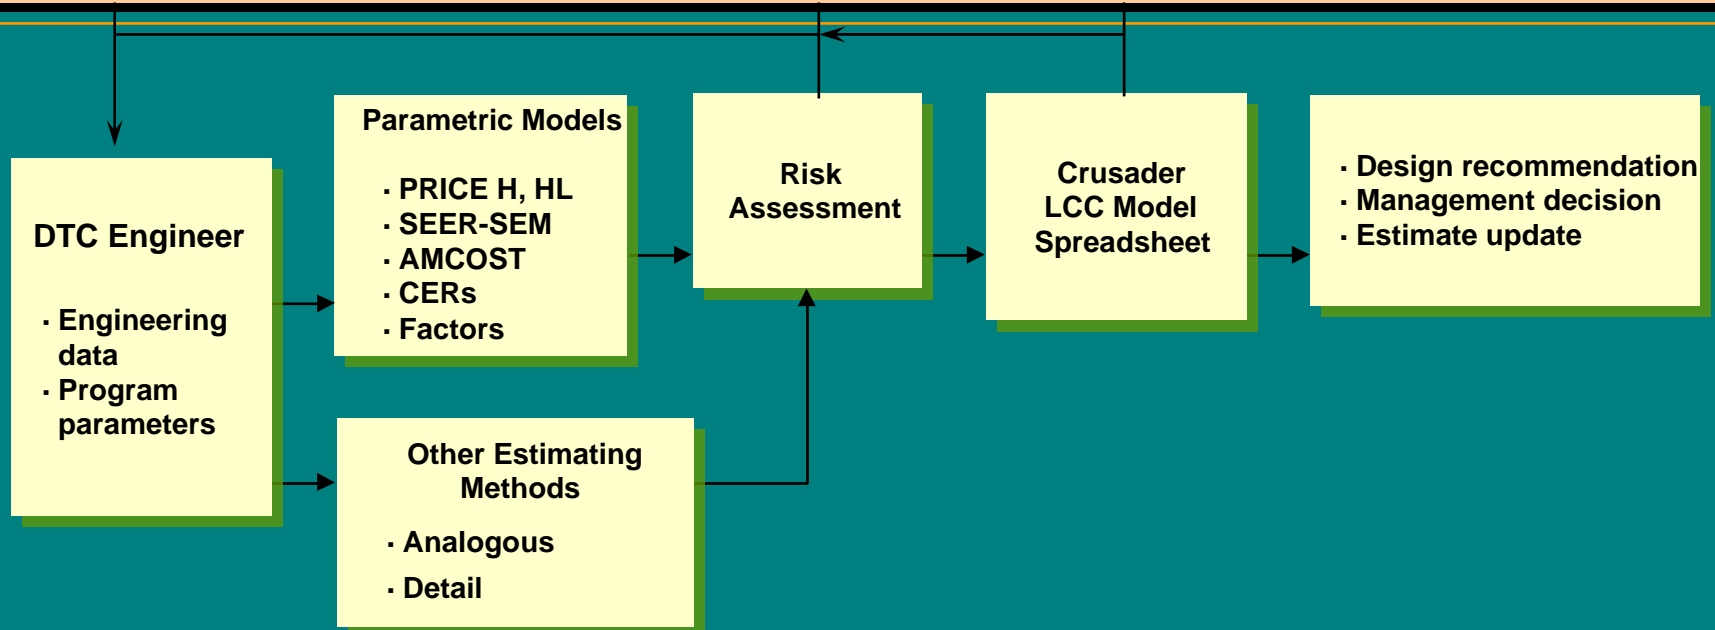 DTC Engineer
· Engineering
data
· Program
parameters
Parametric Models
· PRICE H, HL
· SEER-SEM
· AMCOST
· CERs
· Factors
Other Estimating
Methods
· Analogous
· Detail
Risk
Assessment
Crusader
LCC Model
Spreadsheet
· Design recommendation
· Management decision
· Estimate update